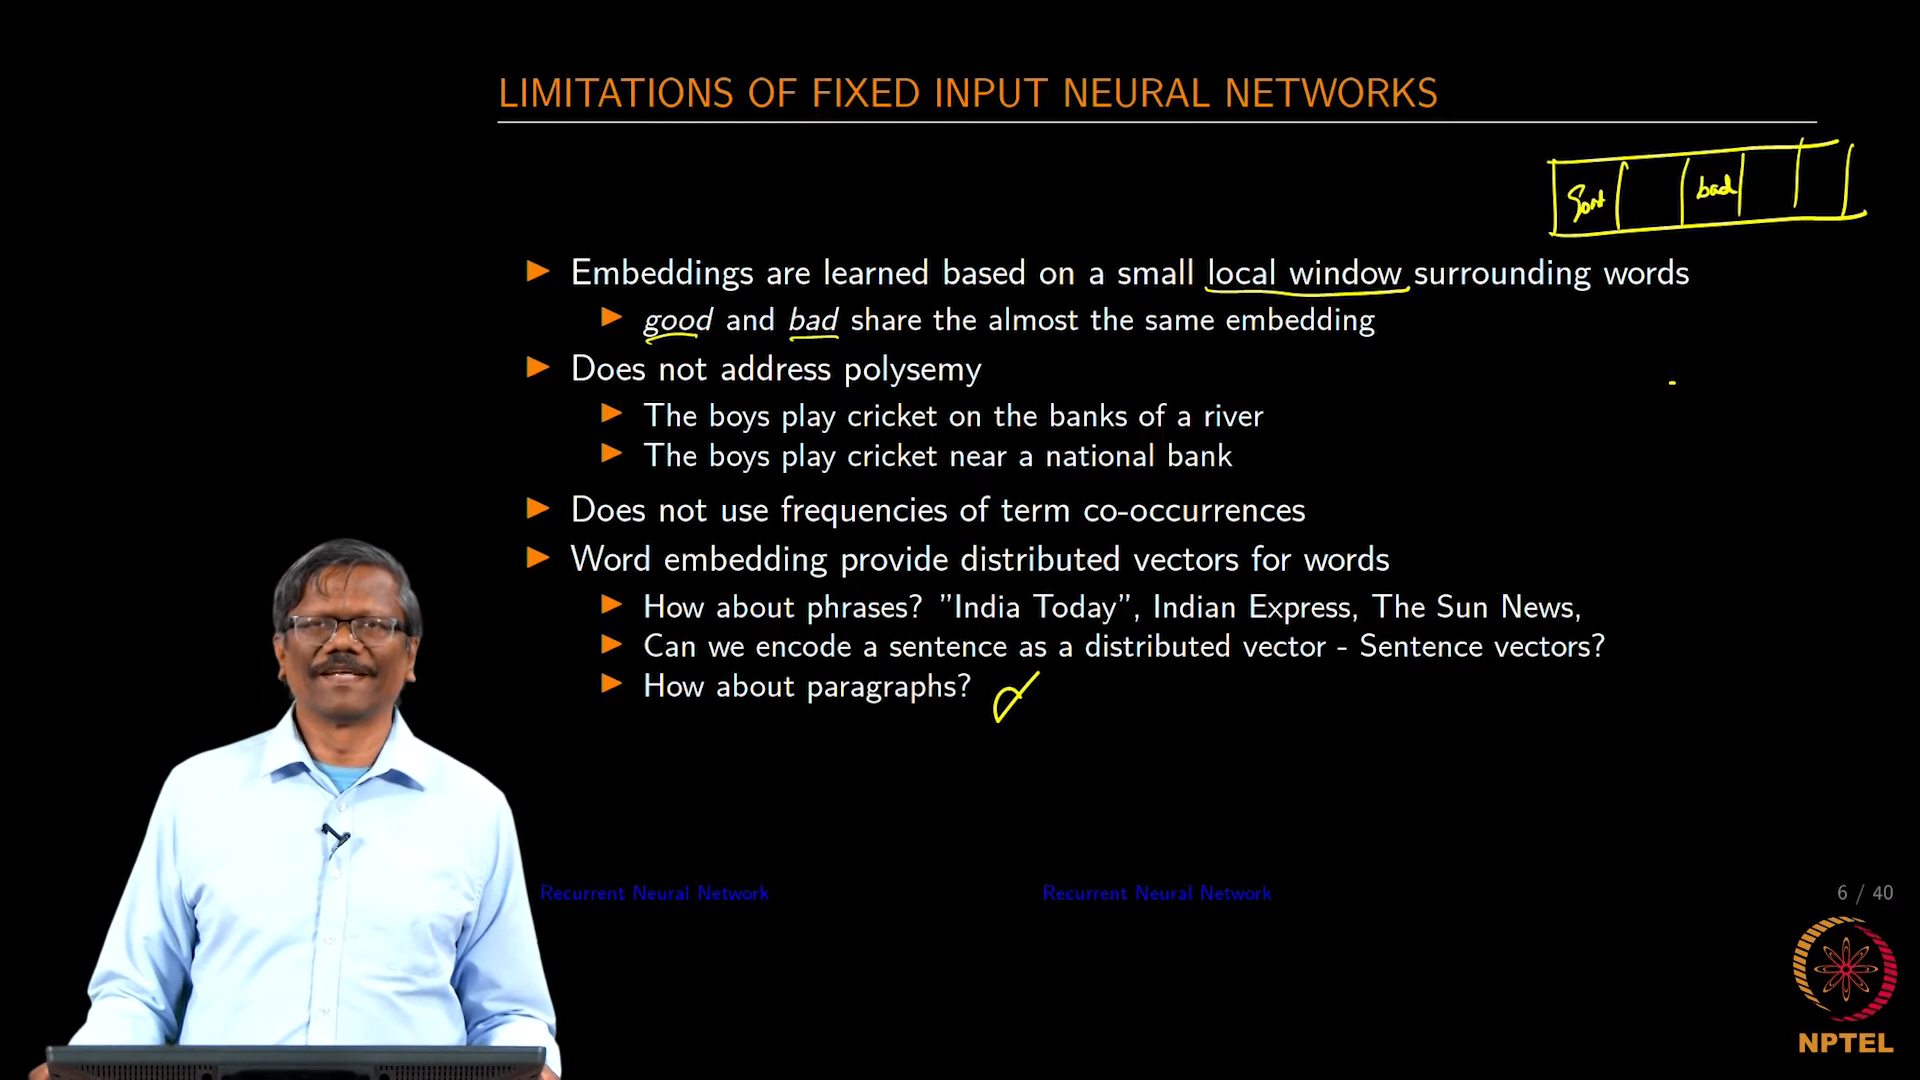 LIMITATIONS OF FIXED INPUT NEURAL NETWORKS
bad
▶ Embeddings are learned based on a small local window surrounding words
▶ good and bad share the almost the same embedding
▶ Does not address polysemy
▶ The boys play cricket on the banks of a river
▶ The boys play cricket near a national bank
▶ Does not use frequencies of term co-occurrences
▶ Word embedding provide distributed vectors for words
▶ How about phrases? ”India Today”, Indian Express, The Sun News,
▶ Can we encode a sentence as a distributed vector - Sentence vectors?
▶ How about paragraphs?
Recurrent Neural Network Recurrent Neural Network 6 / 40
NPTEL